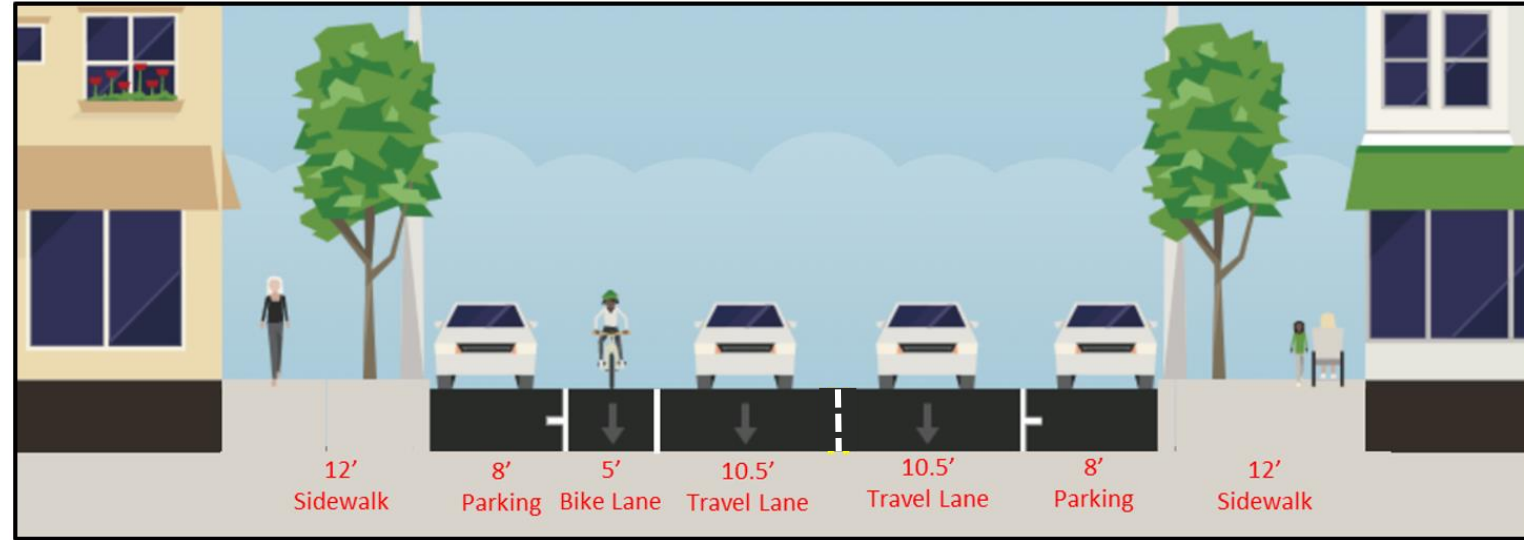 12’
Sidewalk
8’
Parking
5’
Bike Lane
10.5’
Travel Lane
10.5’
Travel Lane
8’
Parking
12’
Sidewalk